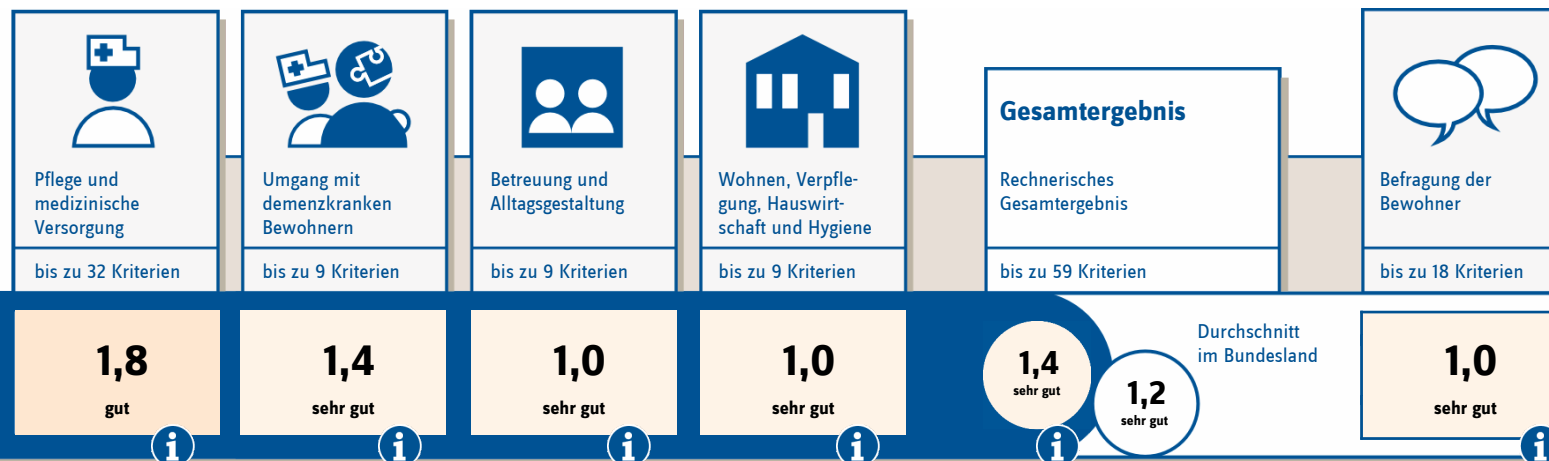 Pflege und
medizinische
Versorgung
bis zu 32 Kriterien
1,8
gut
i
Umgang mit
demenzkranken
Bewohnern
bis zu 9 Kriterien
1,4
sehr gut
i
Betreuung und
Alltagsgestaltung
bis zu 9 Kriterien
1,0
sehr gut
i
Wohnen, Verpfle-
gung, Hauswirt-
schaft und Hygiene
bis zu 9 Kriterien
1,0
sehr gut
i
Gesamtergebnis
Rechnerisches
Gesamtergebnis
bis zu 59 Kriterien
1,4
sehr gut
i
Durchschnitt
im Bundesland
1,2
sehr gut
Befragung der
Bewohner
bis zu 18 Kriterien
1,0
sehr gut
i